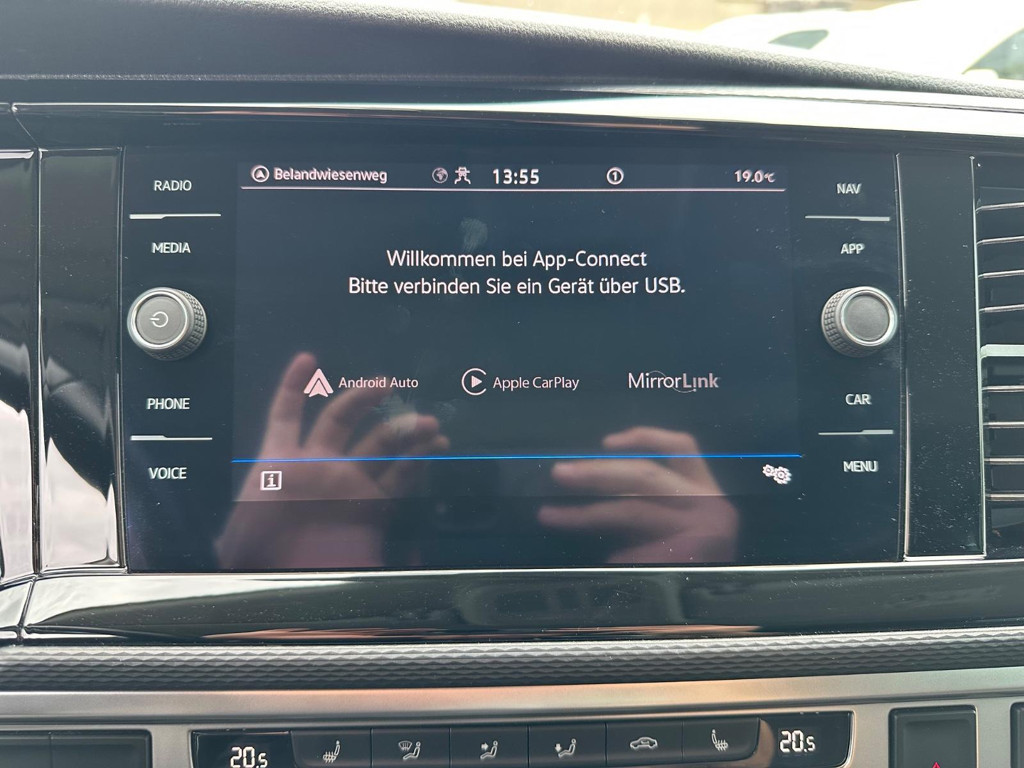 RADIO
MEDIA
PHONE
VOICE
Belandwiesenweg 13:55 1 19.0°C
Willkommen bei App-Connect
Bitte verbinden Sie ein Gerät über USB.
Android Auto Apple CarPlay MirrorLink
i
NAV
APP
CAR
MENU
20.5 20.5